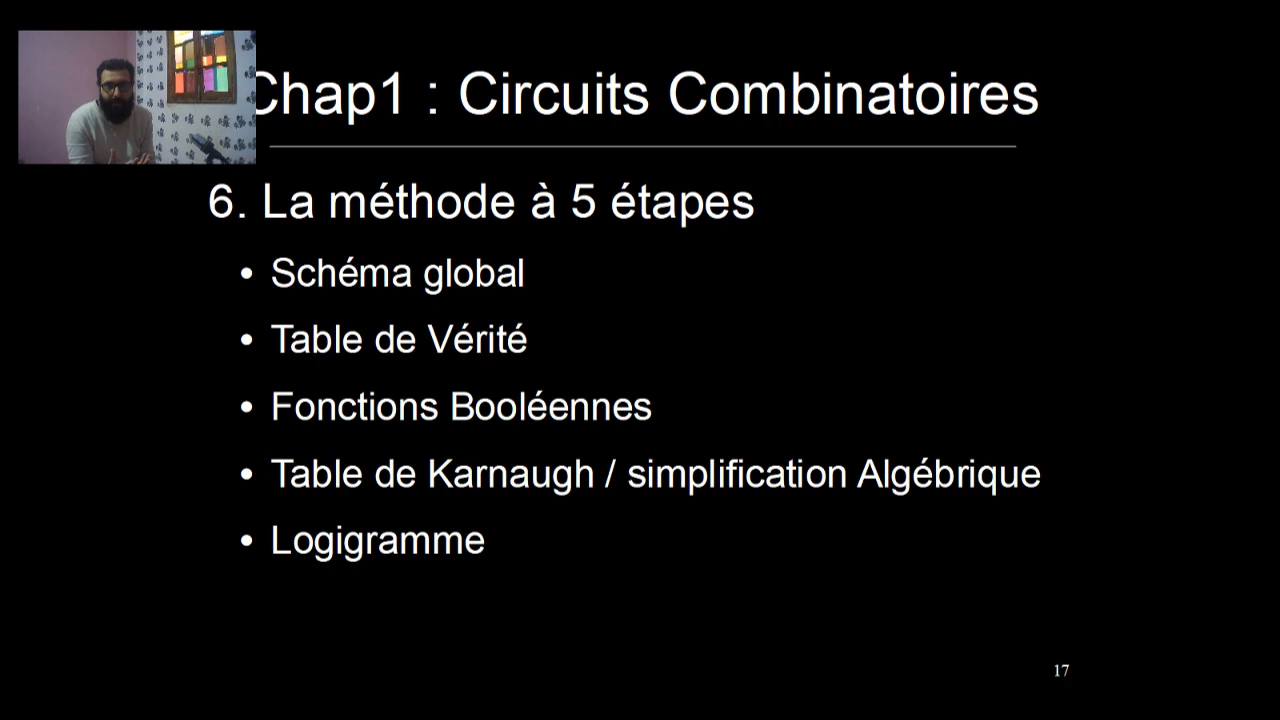 Chap1 : Circuits Combinatoires
6. La méthode à 5 étapes
• Schéma global
• Table de Vérité
• Fonctions Booléennes
• Table de Karnaugh / simplification Algébrique
• Logigramme
17